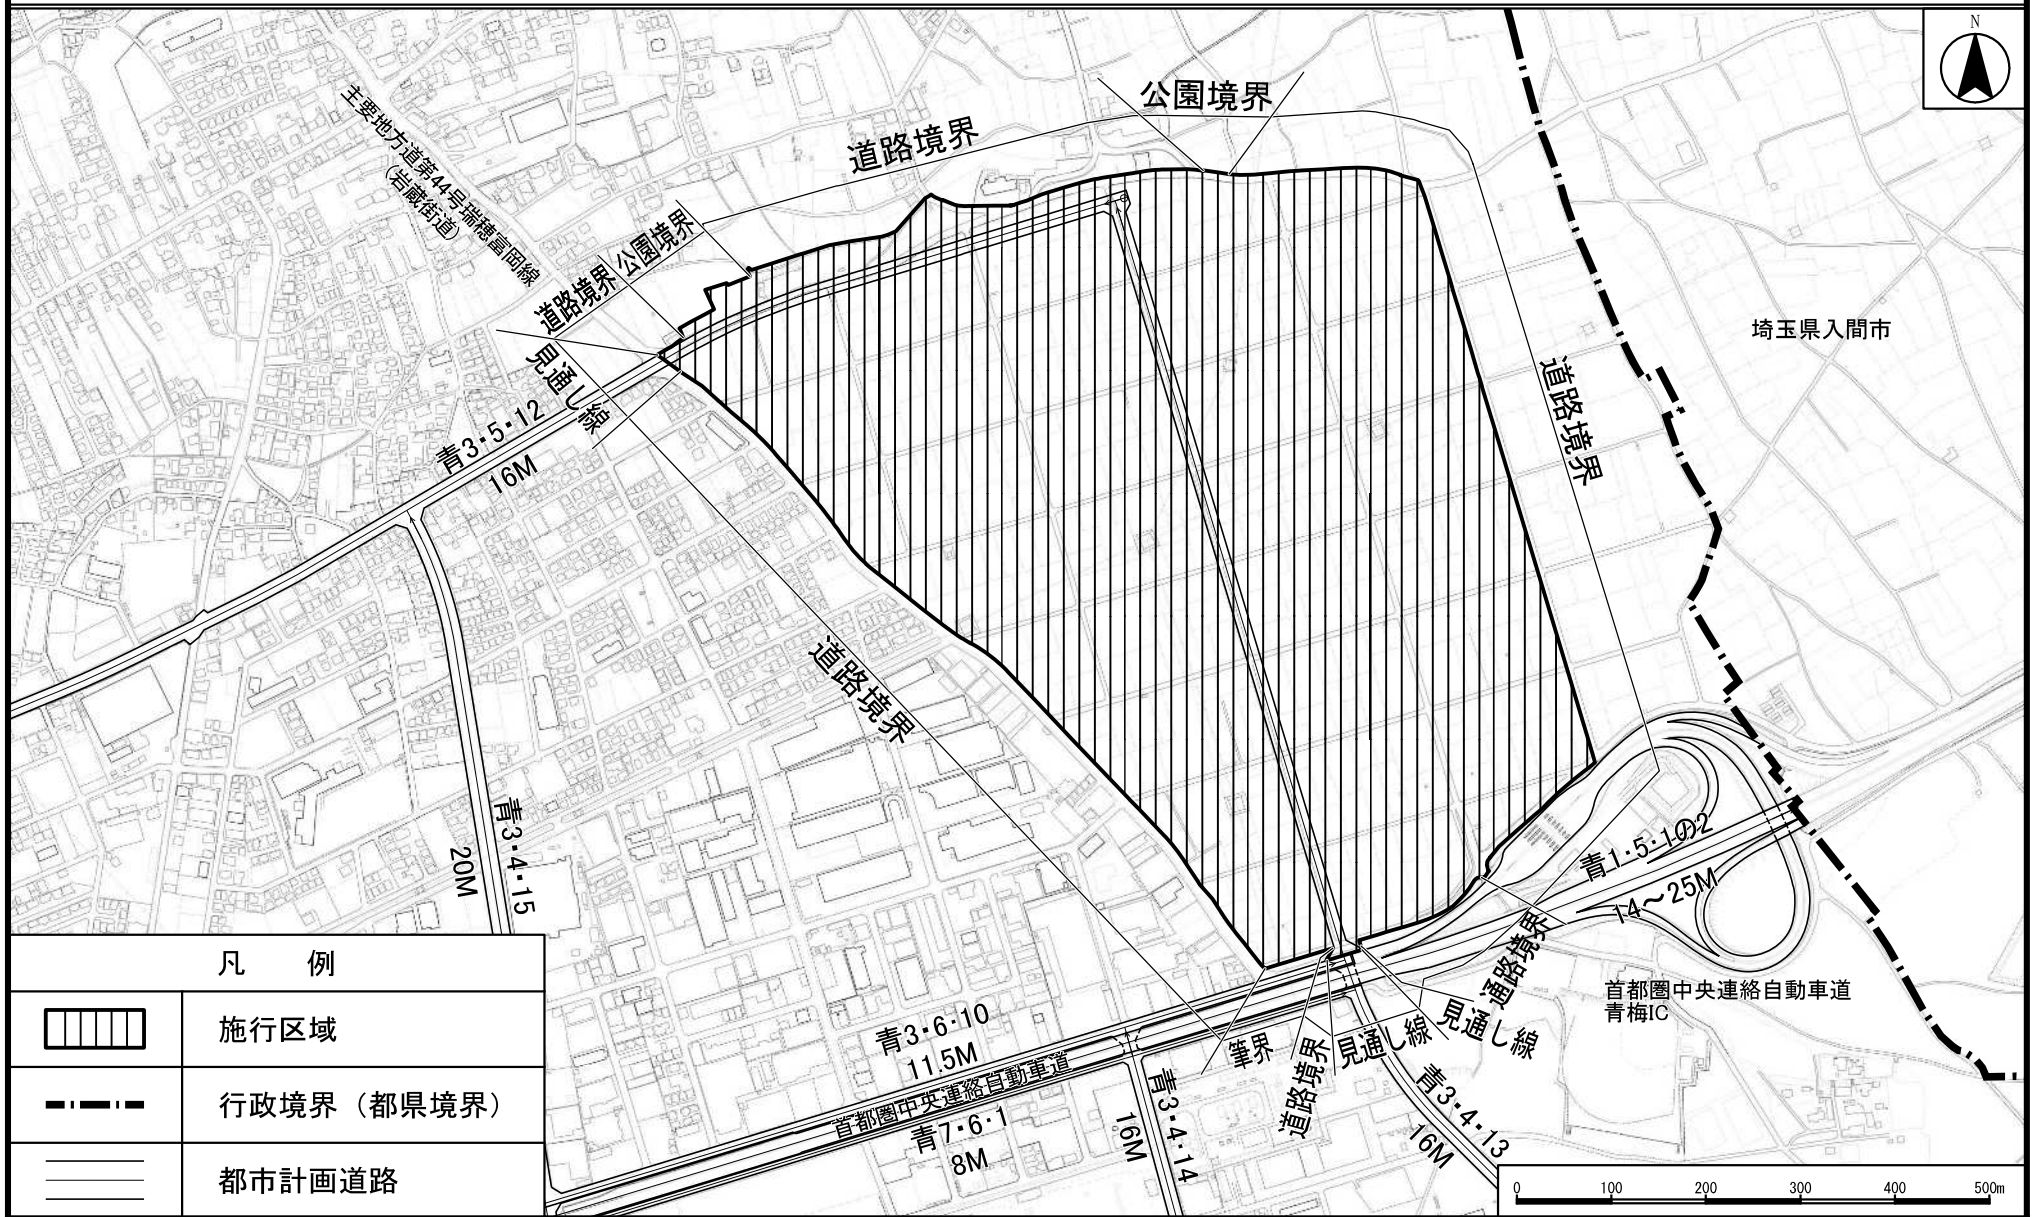 N
公園境界
道路境界
主要地方道第44号瑞穂富岡線
(岩蔵街道)
公園境界
道路境界
見通し線
埼玉県入間市
道路境界
青3・5・12
16M
道路境界
青3・4・15
20M
青1・5・1の2
14～25M
通路境界
首都圏中央連絡自動車道
青梅IC
見通し線
見通し線
道路境界
筆界
青3・6・10
11.5M
首都圏中央連絡自動車道
青7・6・1
8M
青3・4・14
16M
青3・4・13
16M
凡 例
施行区域
行政境界（都県境界）
都市計画道路
0 100 200 300 400 500m